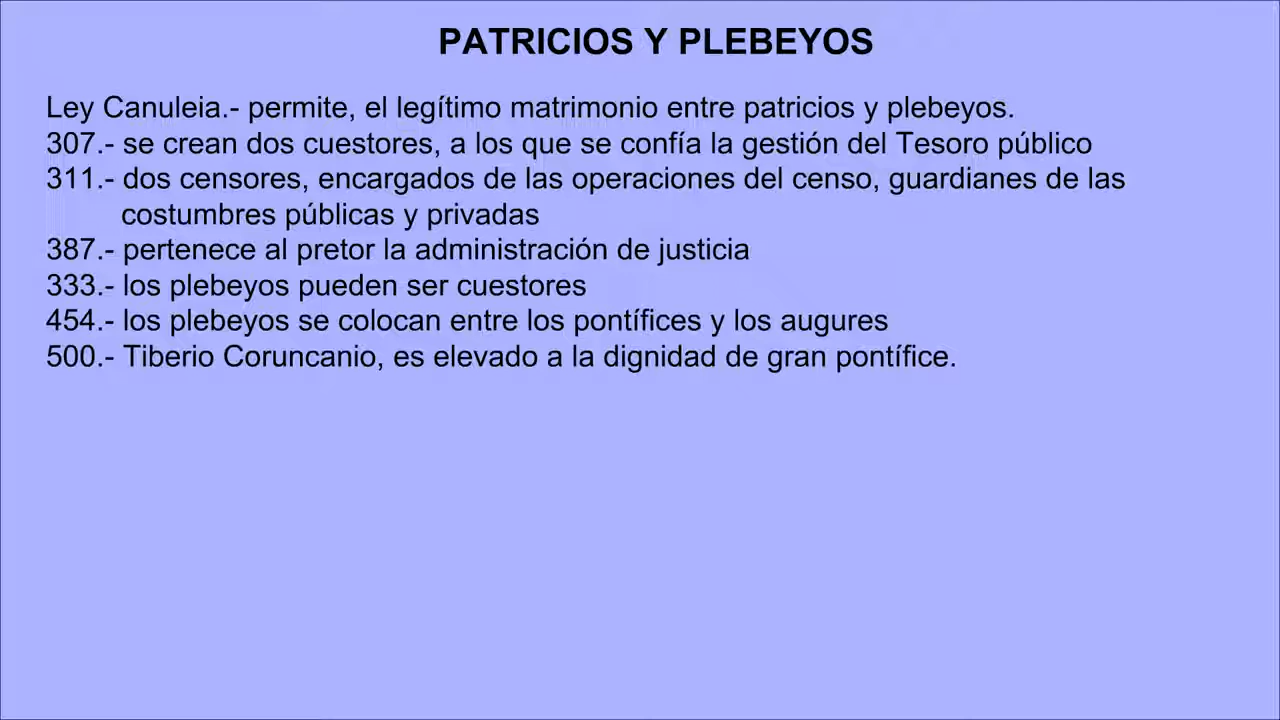 PATRICIOS Y PLEBEYOS
Ley Canuleia.- permite, el legítimo matrimonio entre patricios y plebeyos.
307.- se crean dos cuestores, a los que se confía la gestión del Tesoro público
311.- dos censores, encargados de las operaciones del censo, guardianes de las
costumbres públicas y privadas
387.- pertenece al pretor la administración de justicia
333.- los plebeyos pueden ser cuestores
454.- los plebeyos se colocan entre los pontífices y los augures
500.- Tiberio Coruncanio, es elevado a la dignidad de gran pontífice.